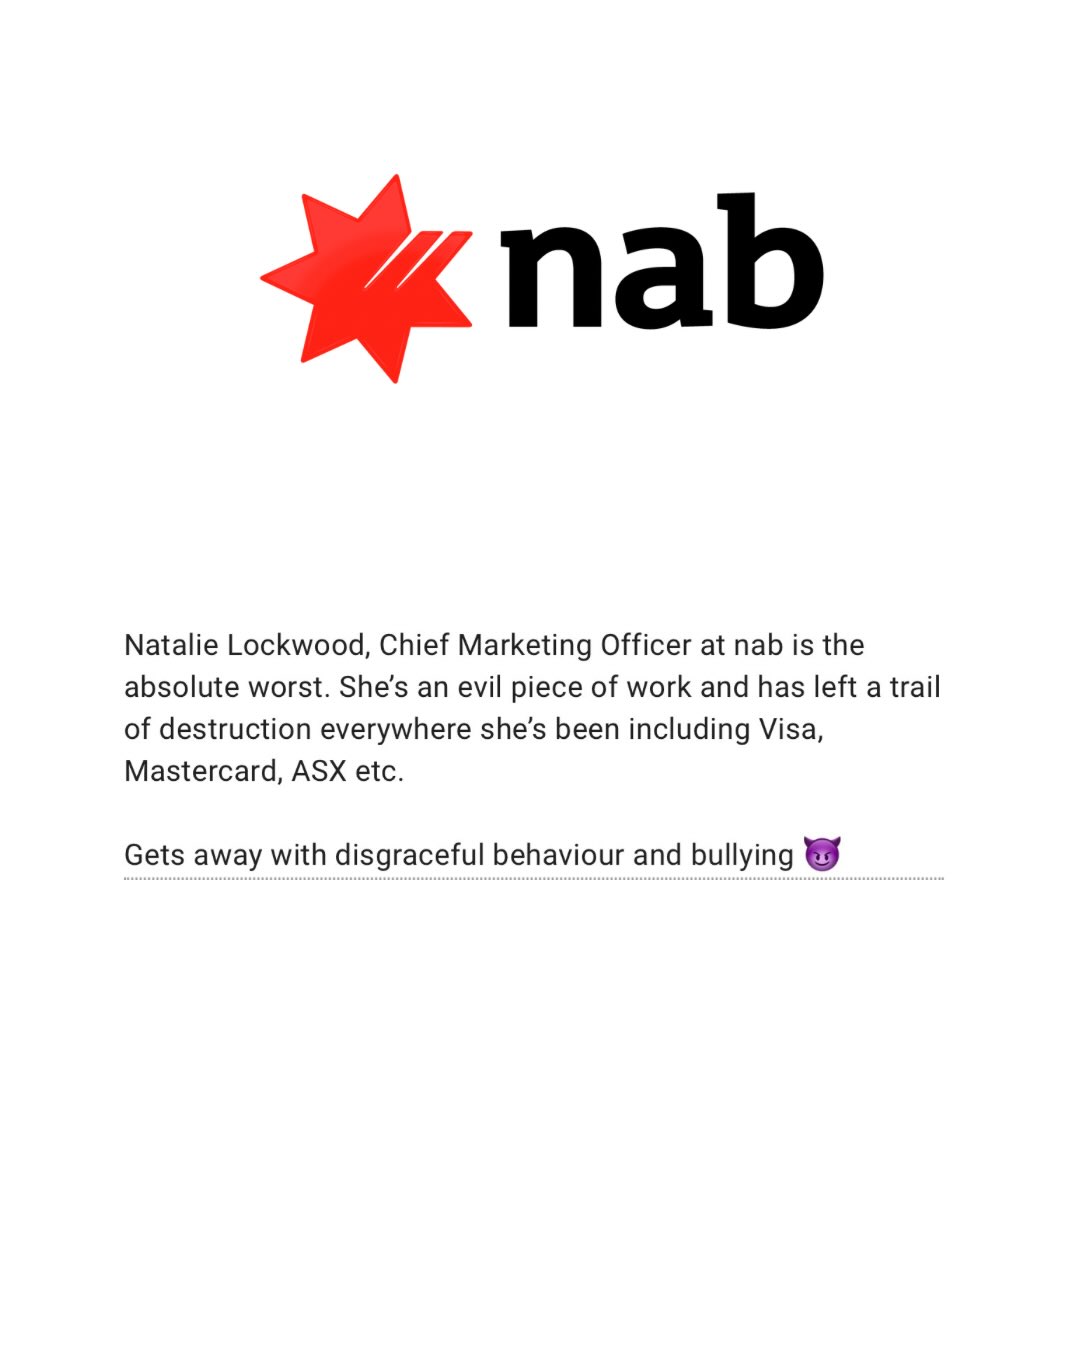 nab
Natalie Lockwood, Chief Marketing Officer at nab is the
absolute worst. She’s an evil piece of work and has left a trail
of destruction everywhere she’s been including Visa,
Mastercard, ASX etc.
Gets away with disgraceful behaviour and bullying 😈